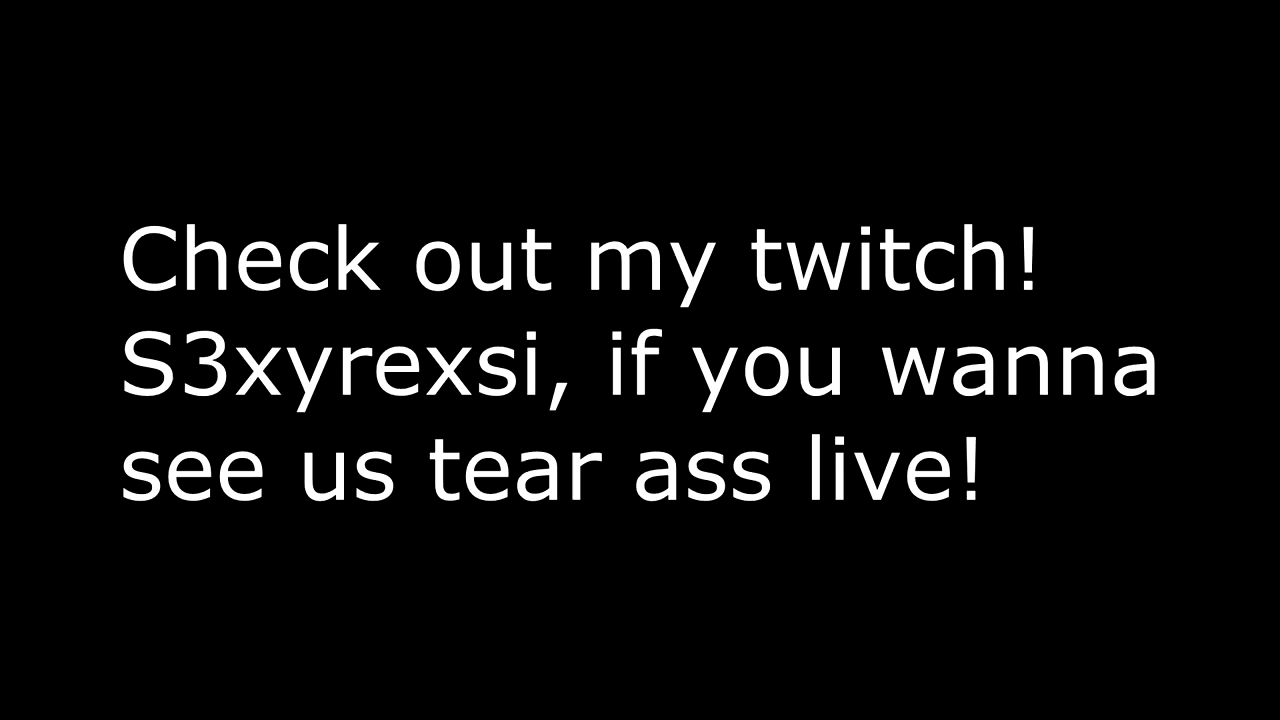 Check out my twitch!
S3xyrexsi, if you wanna
see us tear ass live!